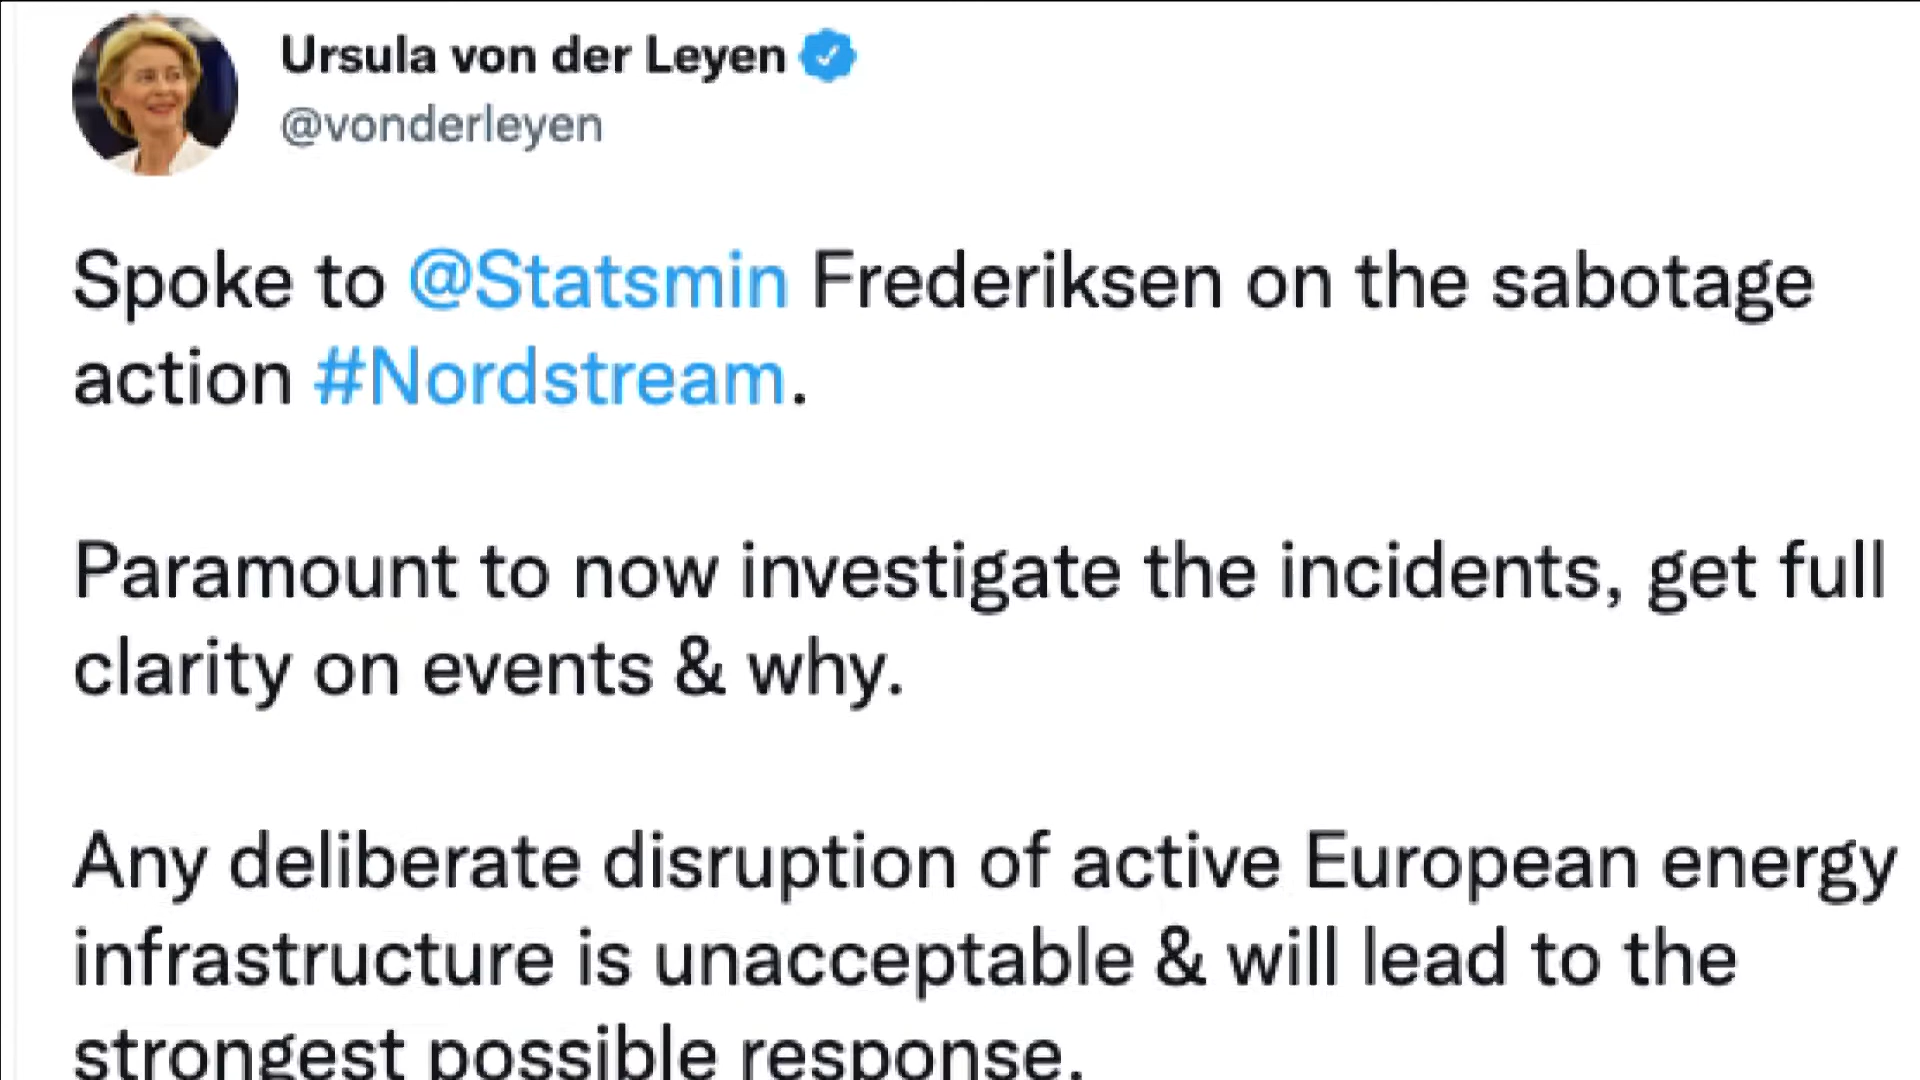 Ursula von der Leyen
@vonderleyen
Spoke to @Statsmin Frederiksen on the sabotage
action #Nordstream.
Paramount to now investigate the incidents, get full
clarity on events & why.
Any deliberate disruption of active European energy
infrastructure is unacceptable & will lead to the
strongest possible response.